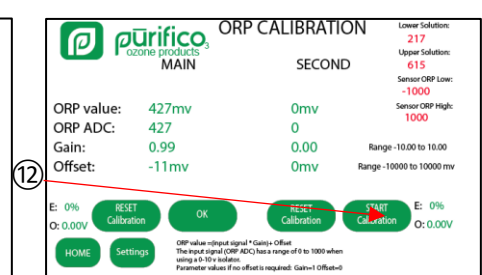 pūrifico3
ozone products
ORP CALIBRATION
Lower Solution:
217
Upper Solution:
615
MAIN SECOND
Sensor ORP Low:
-1000
Sensor ORP High:
1000
ORP value: 427mv 0mv
ORP ADC: 427 0
Gain: 0.99 0.00 Range -10.00 to 10.00
Offset: -11mv 0mv Range -10000 to 10000 mv
12
E: 0%
O: 0.00V
RESET
Calibration
OK
RESET
Calibration
START
Calibration
E: 0%
O: 0.00V
HOME
Settings
ORP value =(input signal * Gain)+ Offset
The input signal (ORP ADC) has a range of 0 to 1000 when
using a 0-10 v isolator.
Parameter values if no offset is required: Gain=1 Offset=0